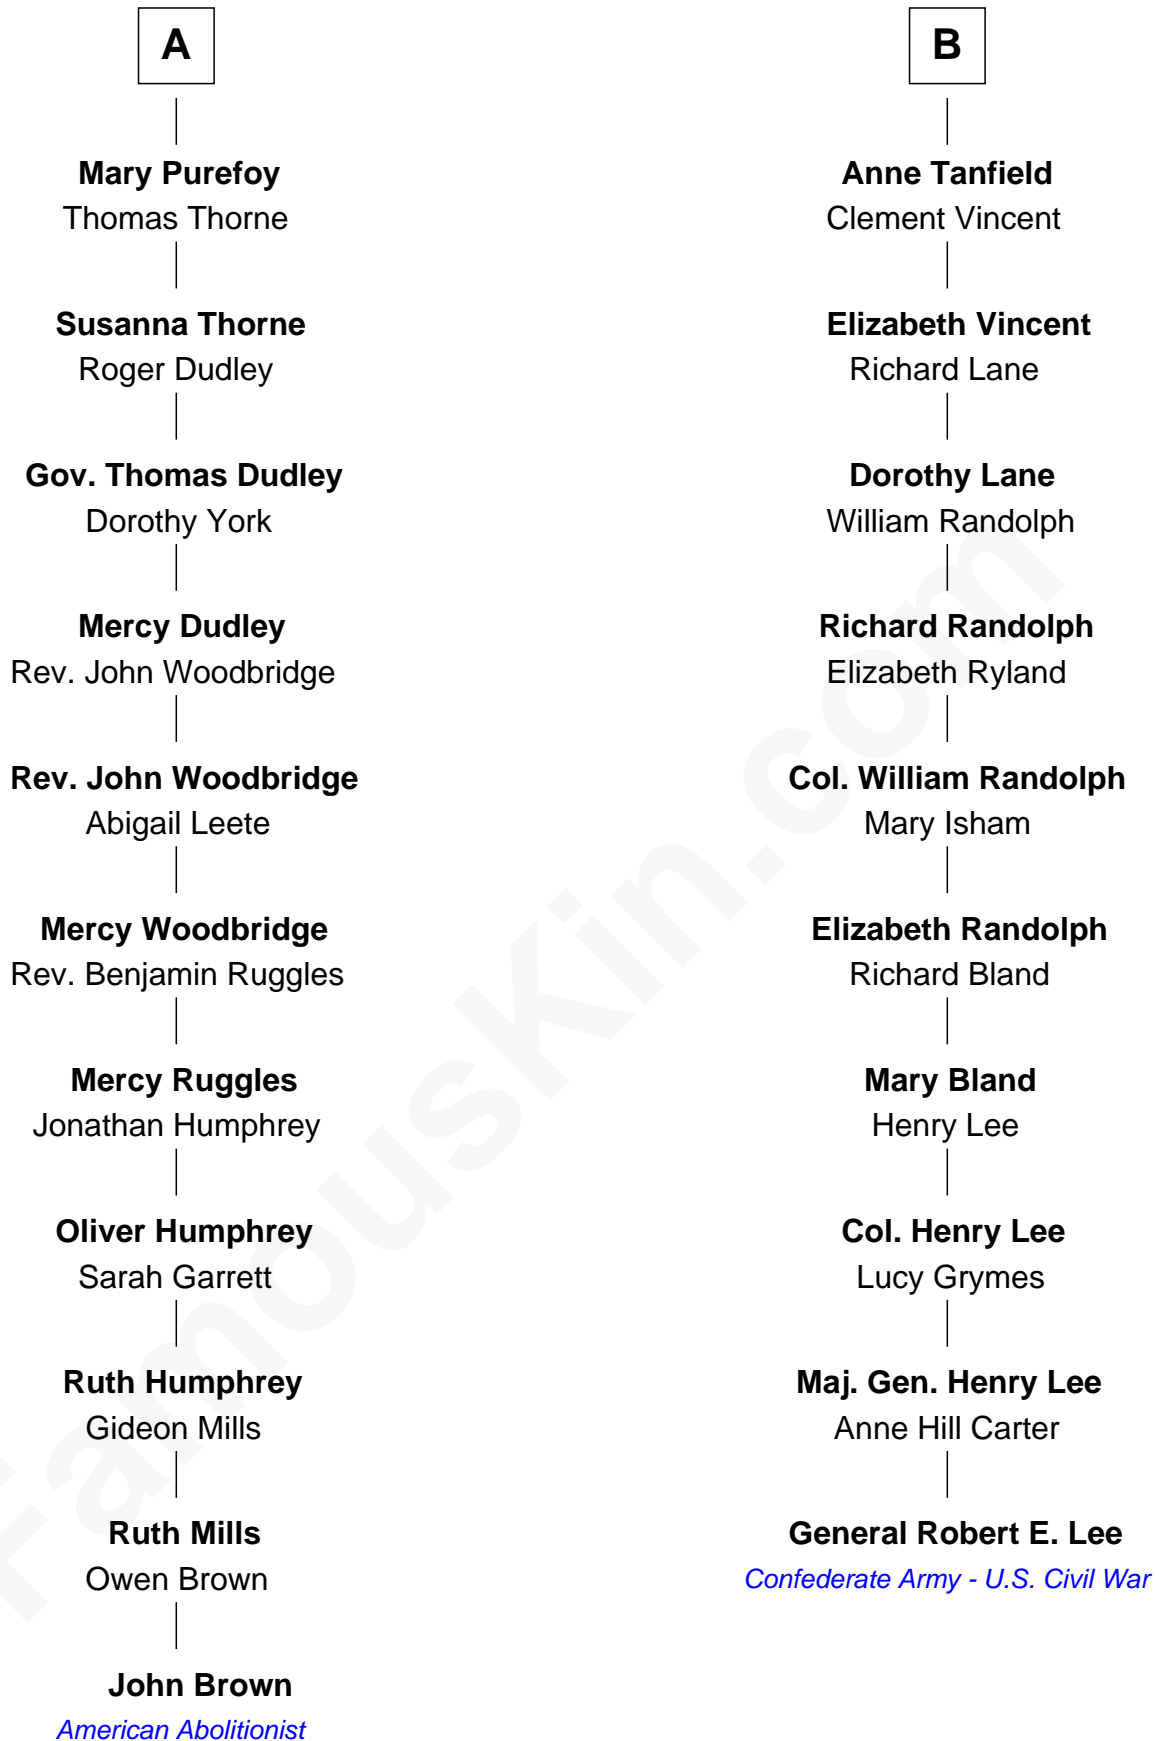 A
Mary Purefoy
Thomas Thorne
Susanna Thorne
Roger Dudley
Gov. Thomas Dudley
Dorothy York
Mercy Dudley
Rev. John Woodbridge
Rev. John Woodbridge
Abigail Leete
Mercy Woodbridge
Rev. Benjamin Ruggles
Mercy Ruggles
Jonathan Humphrey
Oliver Humphrey
Sarah Garrett
Ruth Humphrey
Gideon Mills
Ruth Mills
Owen Brown
John Brown
American Abolitionist
B
Anne Tanfield
Clement Vincent
Elizabeth Vincent
Richard Lane
Dorothy Lane
William Randolph
Richard Randolph
Elizabeth Ryland
Col. William Randolph
Mary Isham
Elizabeth Randolph
Richard Bland
Mary Bland
Henry Lee
Col. Henry Lee
Lucy Grymes
Maj. Gen. Henry Lee
Anne Hill Carter
General Robert E. Lee
Confederate Army - U.S. Civil War
FamousKin.com